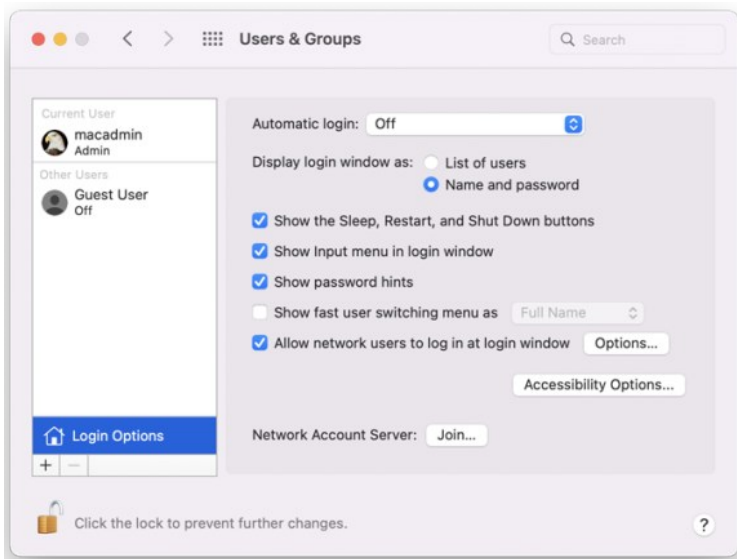 Users & Groups
Search
Current User
macadmin
Admin
Other Users
Guest User
Off
Login Options
+ −
Automatic login: Off
Display login window as: List of users
Name and password
Show the Sleep, Restart, and Shut Down buttons
Show Input menu in login window
Show password hints
Show fast user switching menu as Full Name
Allow network users to log in at login window Options...
Accessibility Options...
Network Account Server: Join...
Click the lock to prevent further changes.
?